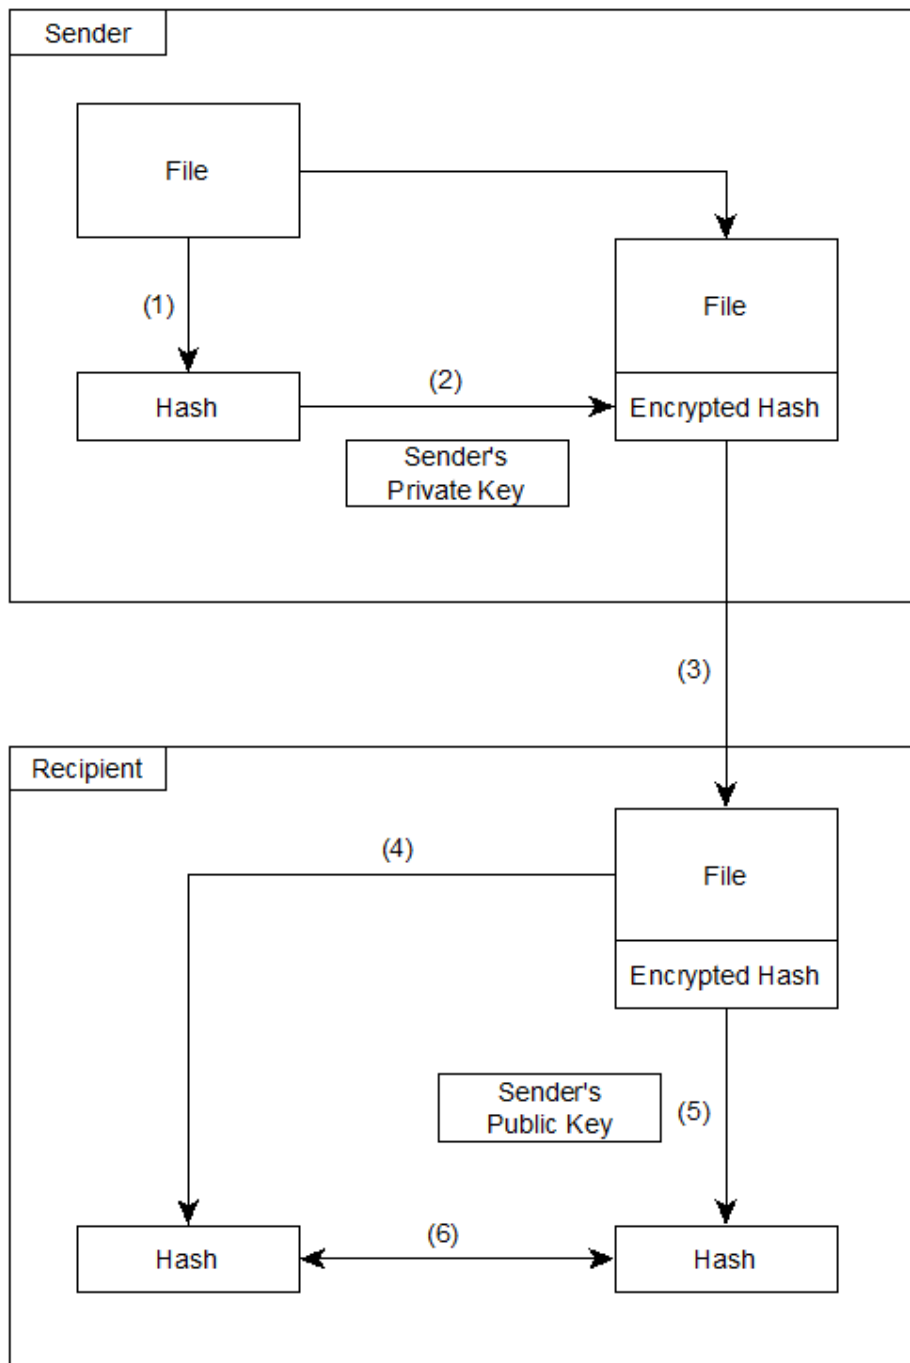 Sender
File
(1)
File
Hash
(2)
Encrypted Hash
Sender's
Private Key
(3)
Recipient
(4)
File
Encrypted Hash
Sender's
Public Key
(5)
Hash
(6)
Hash